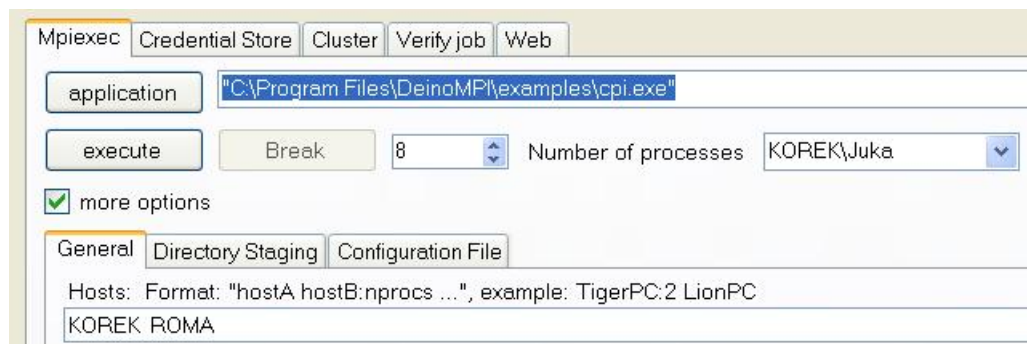 Mpiexec Credential Store Cluster Verify job Web
application "C:\Program Files\DeinoMPI\examples\cpi.exe"
execute Break 8 Number of processes KOREK\Juka
more options
General Directory Staging Configuration File
Hosts: Format: "hostA hostB:nprocs ...", example: TigerPC:2 LionPC
KOREK ROMA